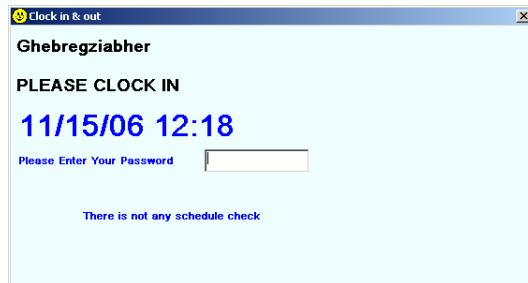 Clock in & out
Ghebregziabher
PLEASE CLOCK IN
11/15/06 12:18
Please Enter Your Password
There is not any schedule check